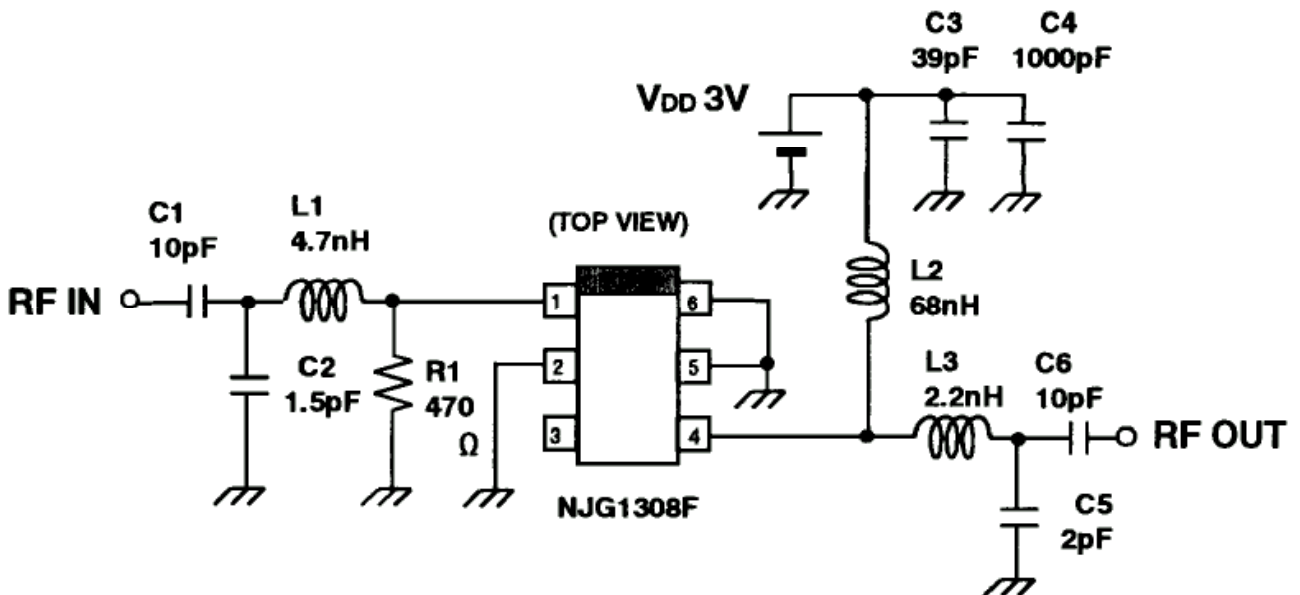 C3
39pF
C4
1000pF
VDD 3V
C1
10pF
L1
4.7nH
(TOP VIEW)
RF IN
1
2
3
6
5
4
C2
1.5pF
R1
470
Ω
L2
68nH
L3
2.2nH
C6
10pF
RF OUT
NJG1308F
C5
2pF